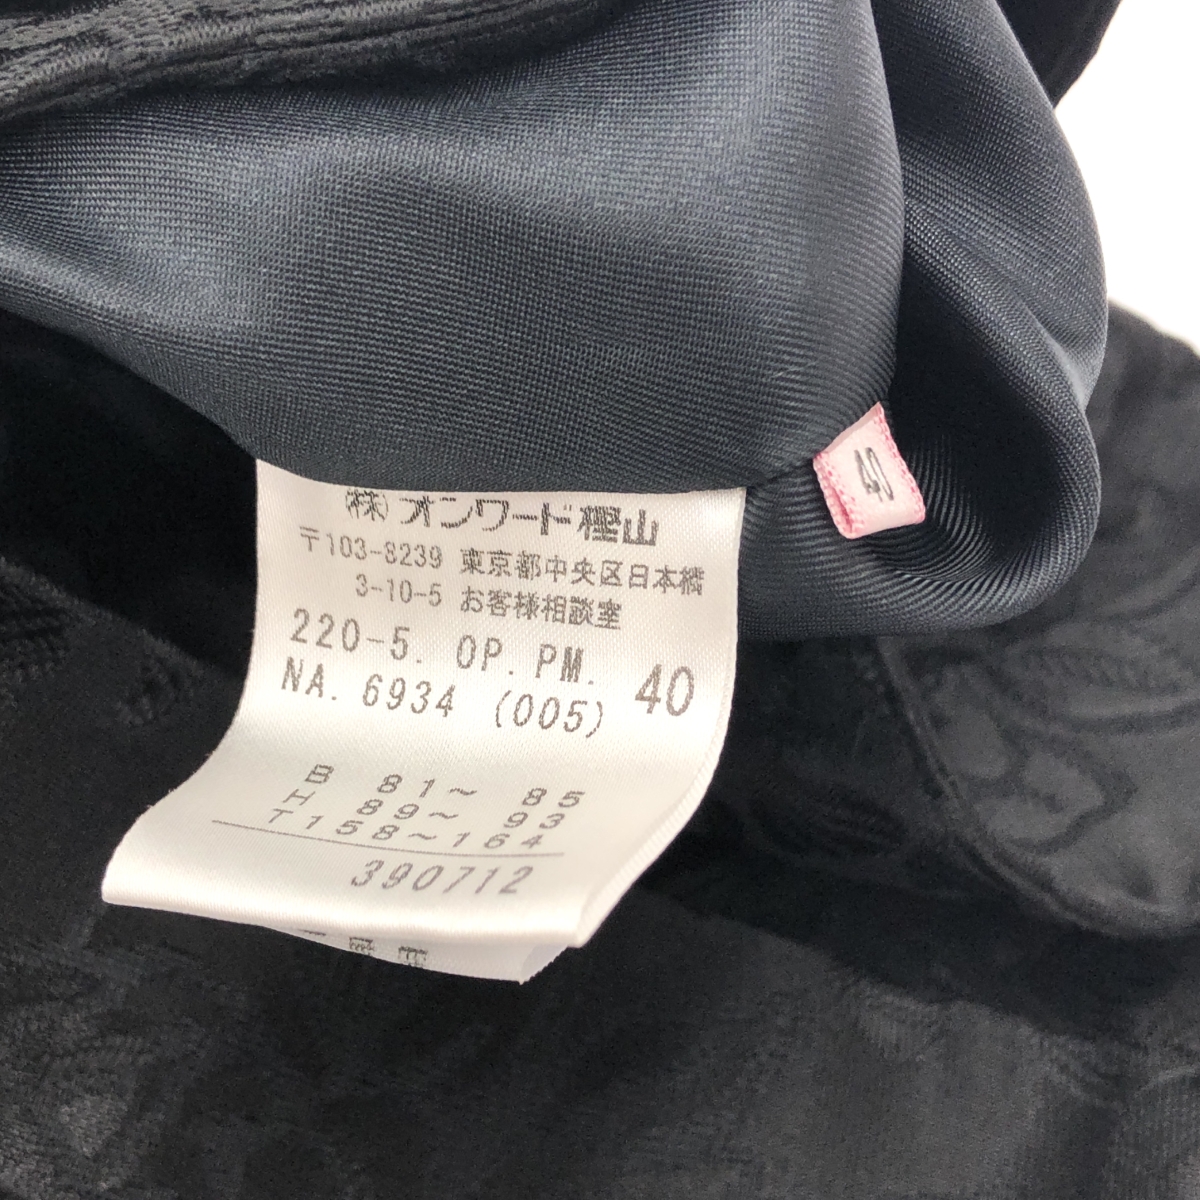 (株)オンワード樫山
〒103-8239 東京都中央区日本橋
3-10-5 お客様相談室
220-5. OP.PM. 40
NA. 6934 (005)
B 81～ 85
H 89～ 93
T158～164
390712
40